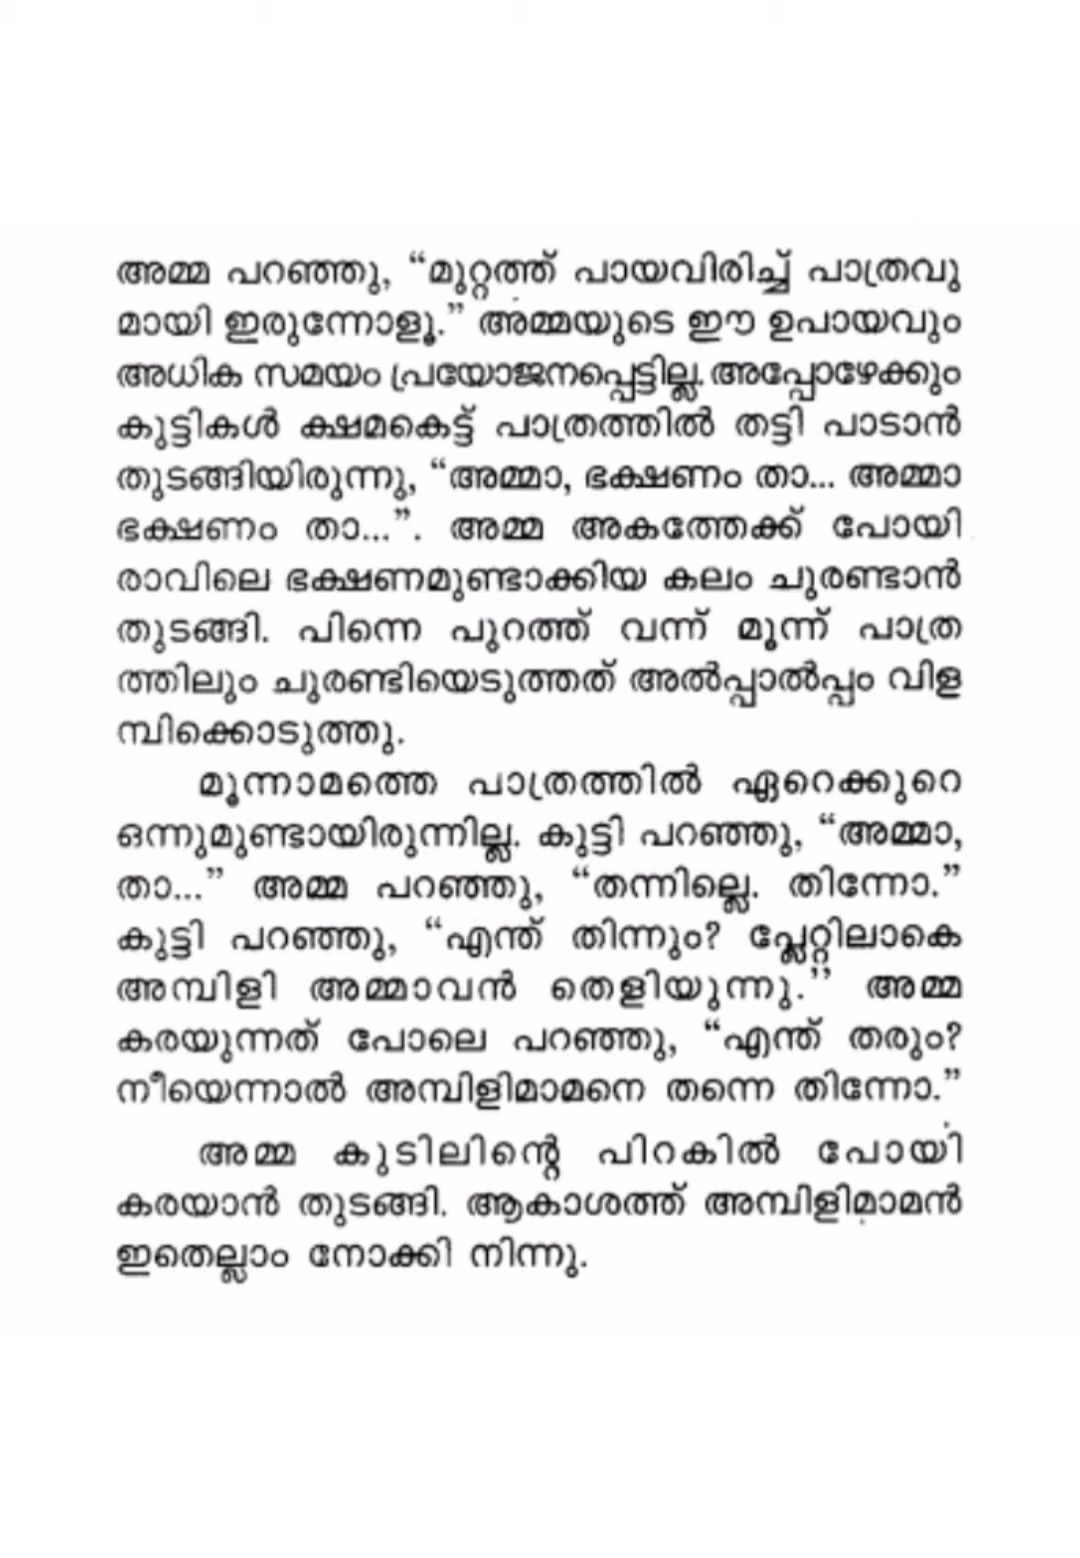 അമ്മ പറഞ്ഞു, “മുറ്റത്ത് പായവിരിച്ച് പാത്രവു
മായി ഇരുന്നോളൂ.” അമ്മയുടെ ഈ ഉപായവും
അധിക സമയം പ്രയോജനപ്പെട്ടില്ല. അപ്പോഴേക്കും
കുട്ടികൾ ക്ഷമകെട്ട് പാത്രത്തിൽ തട്ടി പാടാൻ
തുടങ്ങിയിരുന്നു, “അമ്മാ, ഭക്ഷണം താ... അമ്മാ
ഭക്ഷണം താ...”. അമ്മ അകത്തേക്ക് പോയി
രാവിലെ ഭക്ഷണമുണ്ടാക്കിയ കലം ചുരണ്ടാൻ
തുടങ്ങി. പിന്നെ പുറത്ത് വന്ന് മൂന്ന് പാത്ര
ത്തിലും ചുരണ്ടിയെടുത്തത് അൽപ്പാൽപ്പം വിള
മ്പിക്കൊടുത്തു.
മൂന്നാമത്തെ പാത്രത്തിൽ ഏറെക്കുറെ
ഒന്നുമുണ്ടായിരുന്നില്ല. കുട്ടി പറഞ്ഞു, “അമ്മാ,
താ...” അമ്മ പറഞ്ഞു, “തന്നില്ലെ. തിന്നോ.”
കുട്ടി പറഞ്ഞു, “എന്ത് തിന്നും? പ്ലേറ്റിലാകെ
അമ്പിളി അമ്മാവൻ തെളിയുന്നു.” അമ്മ
കരയുന്നത് പോലെ പറഞ്ഞു, “എന്ത് തരും?
നീയെന്നാൽ അമ്പിളിമാമനെ തന്നെ തിന്നോ.”
അമ്മ കുടിലിന്റെ പിറകിൽ പോയി
കരയാൻ തുടങ്ങി. ആകാശത്ത് അമ്പിളിമാമൻ
ഇതെല്ലാം നോക്കി നിന്നു.